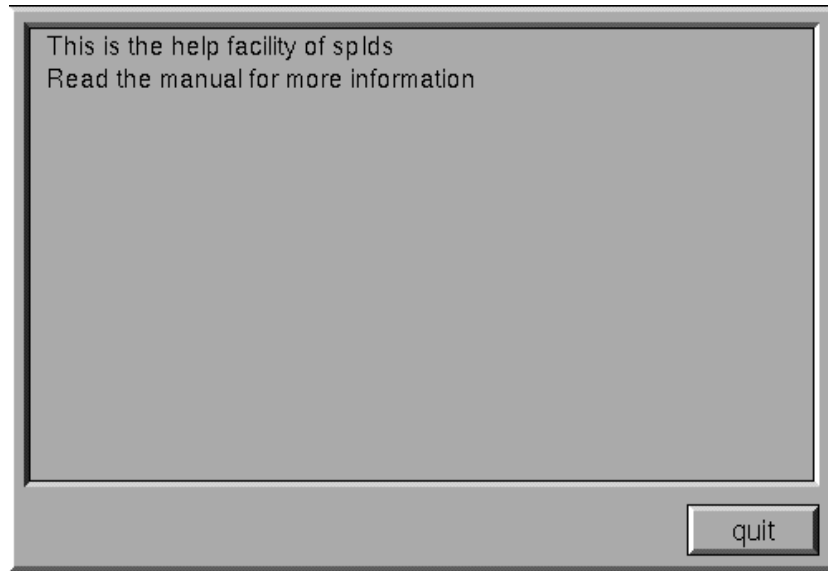 This is the help facility of splds
Read the manual for more information
quit